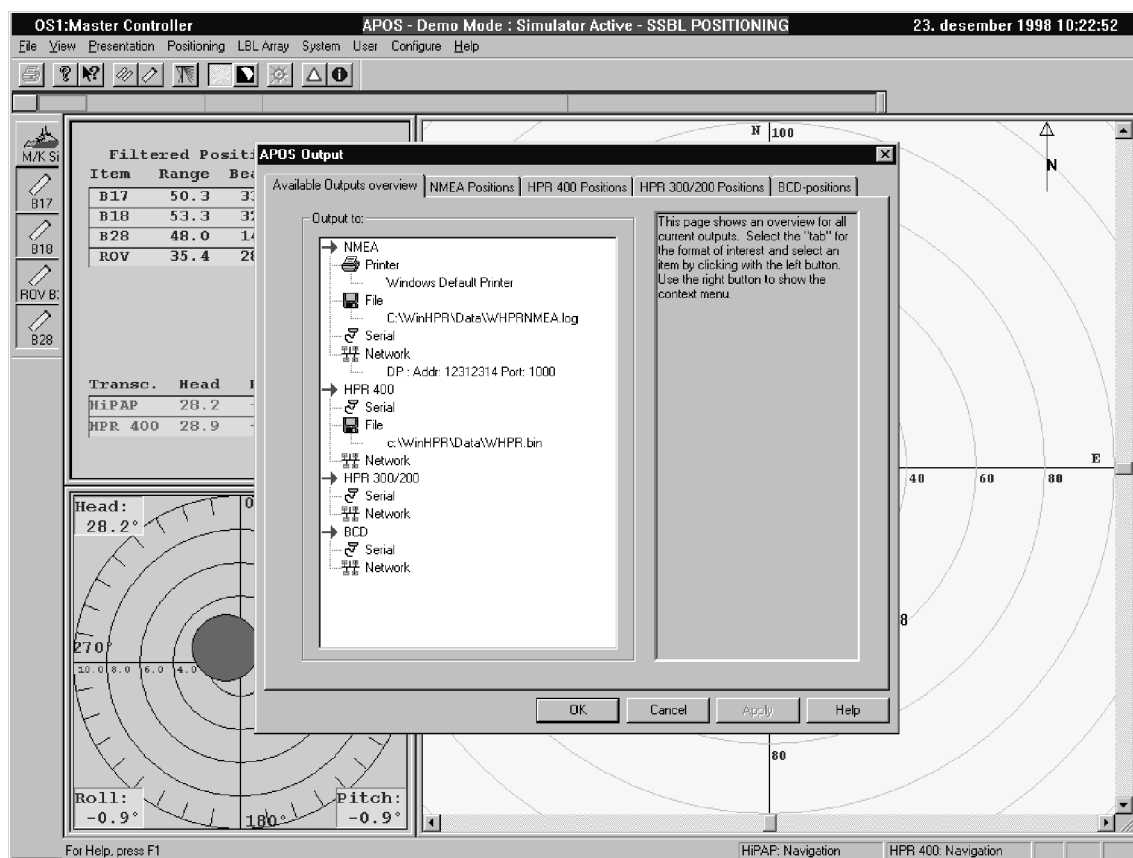 OS1:Master Controller APOS - Demo Mode : Simulator Active - SSBL POSITIONING 23. desember 1998 10:22:52
File View Presentation Positioning LBL Array System User Configure Help
M/K Si
B17
B18
ROV B:
B28
Filtered Positi
Item Range Bea
B17 50.3 33
B18 53.3 32
B28 48.0 14
ROV 35.4 28
Transc. Head
HiPAP 28.2 -
HPR 400 28.9 -
Head:
28.2°
0
270°
10.0 8.0 6.0 4.0
180°
Roll:
-0.9°
Pitch:
-0.9°
N 100
N
E
40 60 80
8
80
APOS Output
Available Outputs overview NMEA Positions HPR 400 Positions HPR 300/200 Positions BCD-positions
Output to:
NMEA
Printer
Windows Default Printer
File
C:\WinHPR\Data\WHPRNMEA.log
Serial
Network
DP : Addr: 12312314 Port: 1000
HPR 400
Serial
File
c:\WinHPR\Data\WHPR.bin
Network
HPR 300/200
Serial
Network
BCD
Serial
Network
This page shows an overview for all
current outputs. Select the "tab" for
the format of interest and select an
item by clicking with the left button.
Use the right button to show the
context menu.
OK Cancel Apply Help
For Help, press F1 HiPAP: Navigation HPR 400: Navigation